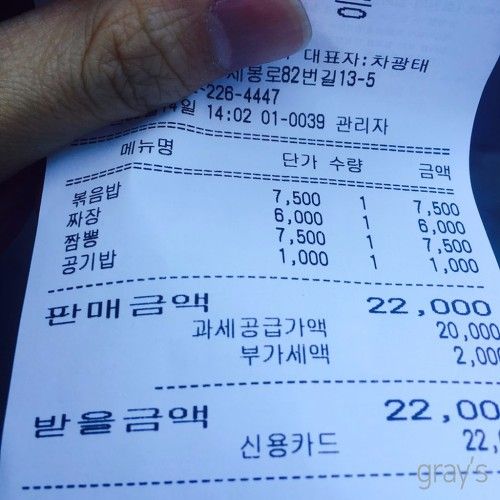 등
대표자:차광태
세봉로82번길13-5
-226-4447
14일 14:02 01-0039 관리자
메뉴명 단가 수량 금액
볶음밥 7,500 1 7,500
짜장 6,000 1 6,000
짬뽕 7,500 1 7,500
공기밥 1,000 1 1,000
판매금액 22,000
과세공급가액 20,000
부가세액 2,000
받을금액 22,00
신용카드 22,
gray's